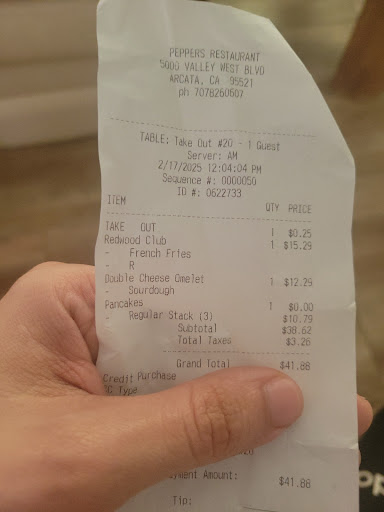 PEPPERS RESTAURANT
5000 VALLEY WEST BLVD
ARCATA, CA 95521
ph 7078260607
TABLE: Take Out #20 - 1 Guest
Server: AM
2/17/2025 12:04:04 PM
Sequence #: 0000050
ID #: 0622733
ITEM QTY PRICE
TAKE OUT 1 $0.25
Redwood Club 1 $15.29
- French Fries
- R
Double Cheese Omelet 1 $12.29
- Sourdough
Pancakes 1 $0.00
- Regular Stack (3) $10.79
Subtotal $38.62
Total Taxes $3.26
Grand Total $41.88
Credit Purchase
CC Type
Amount: $41.88
Tip: